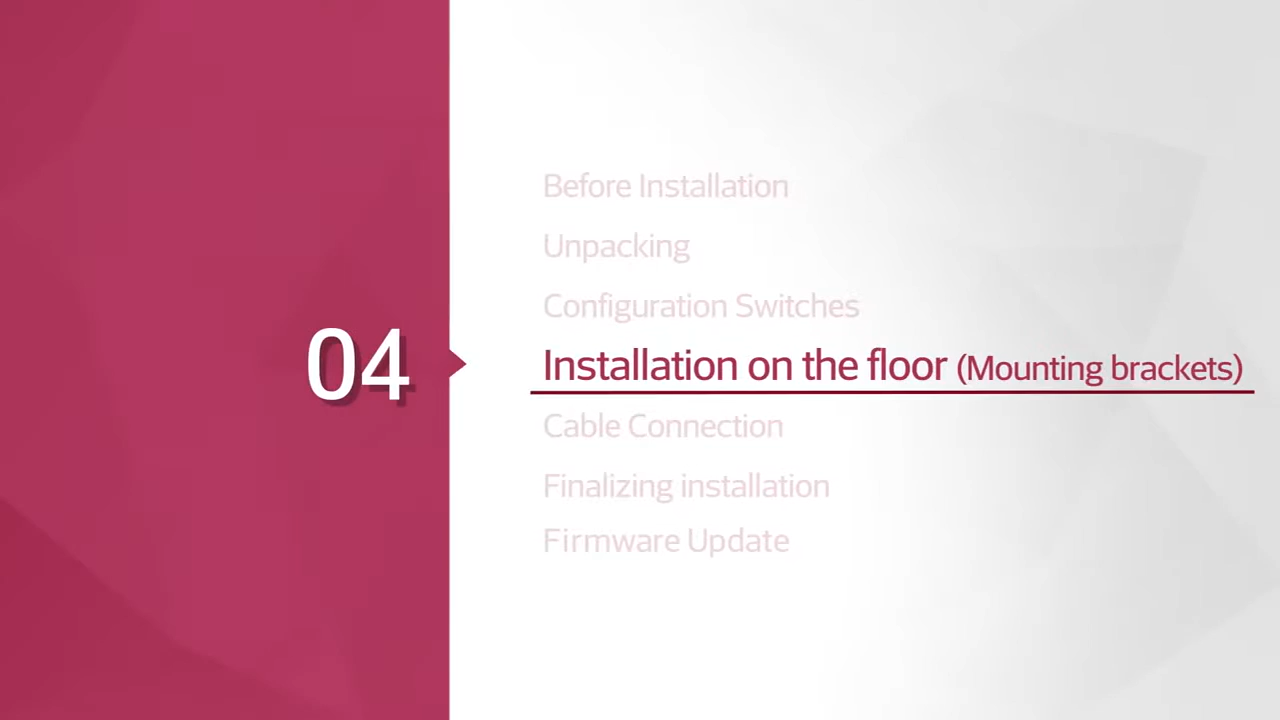 Before Installation
Unpacking
Configuration Switches
04
Installation on the floor (Mounting brackets)
Cable Connection
Finalizing installation
Firmware Update